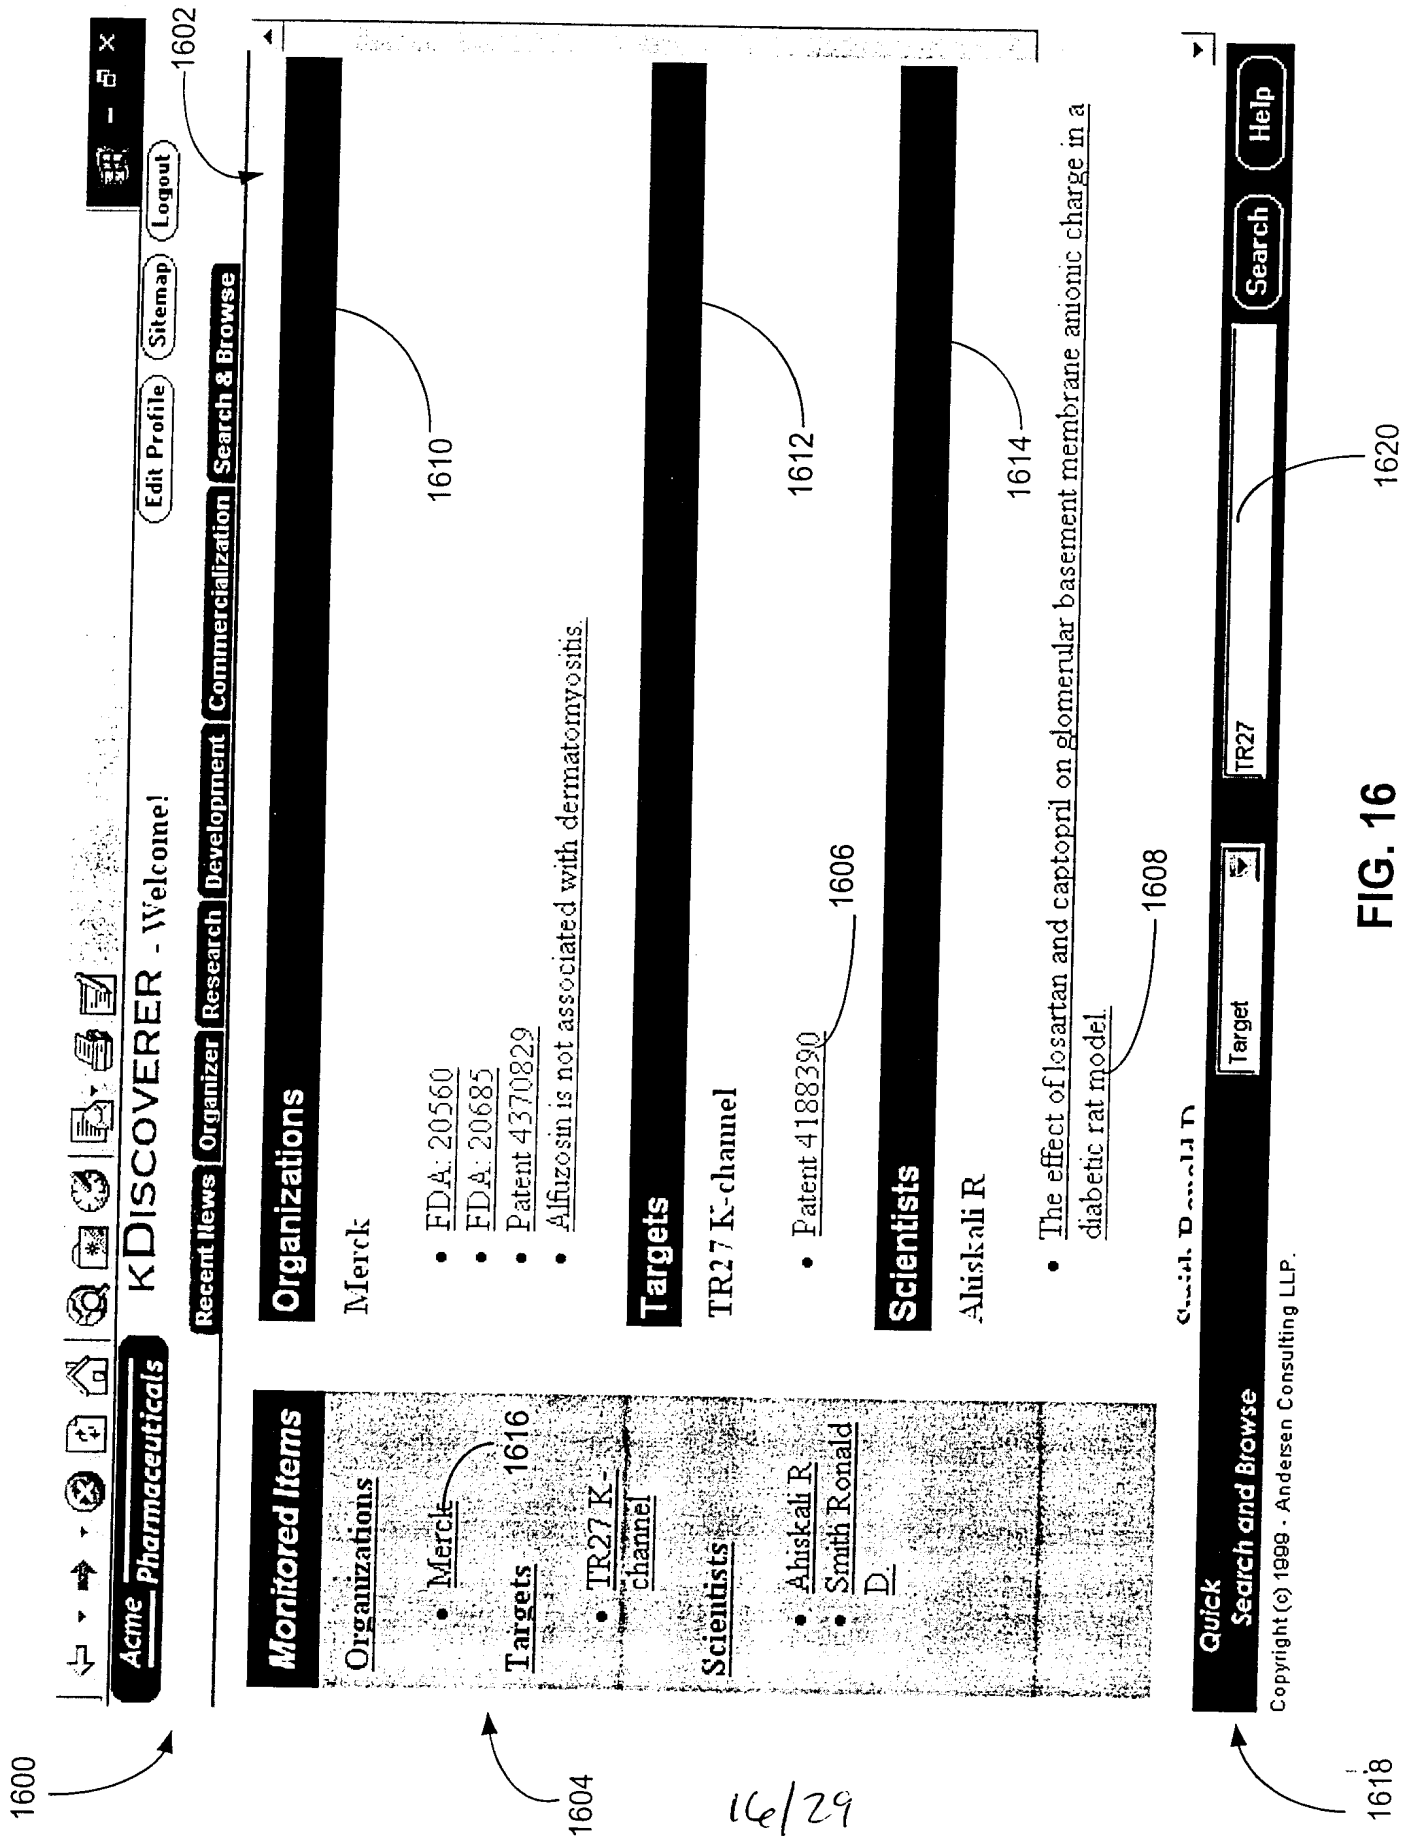 1600
1602
Acme
Pharmaceuticals
KDISCOVERER - Welcome!
Edit Profile
Sitemap
Logout
Recent News
Organizer
Research
Development
Commercialization
Search & Browse
Monitored Items
Organizations
• Merck
1616
Targets
• TR27 K-
channel
Scientists
• Ahiskali R
• Smith Ronald
D.
1604
Organizations
1610
Merck
• FDA: 20560
• FDA: 20685
• Patent 4370829
• Alfuzosin is not associated with dermatomyositis.
Targets
1612
TR27 K-channel
• Patent 4188390
1606
Scientists
1614
Ahiskali R
• The effect of losartan and captopril on glomerular basement membrane anionic charge in a
diabetic rat model.
1608
Quick
Search and Browse
Target
TR27
Search
Help
Copyright (c) 1999 - Andersen Consulting LLP.
1618
1620
FIG. 16
16/29